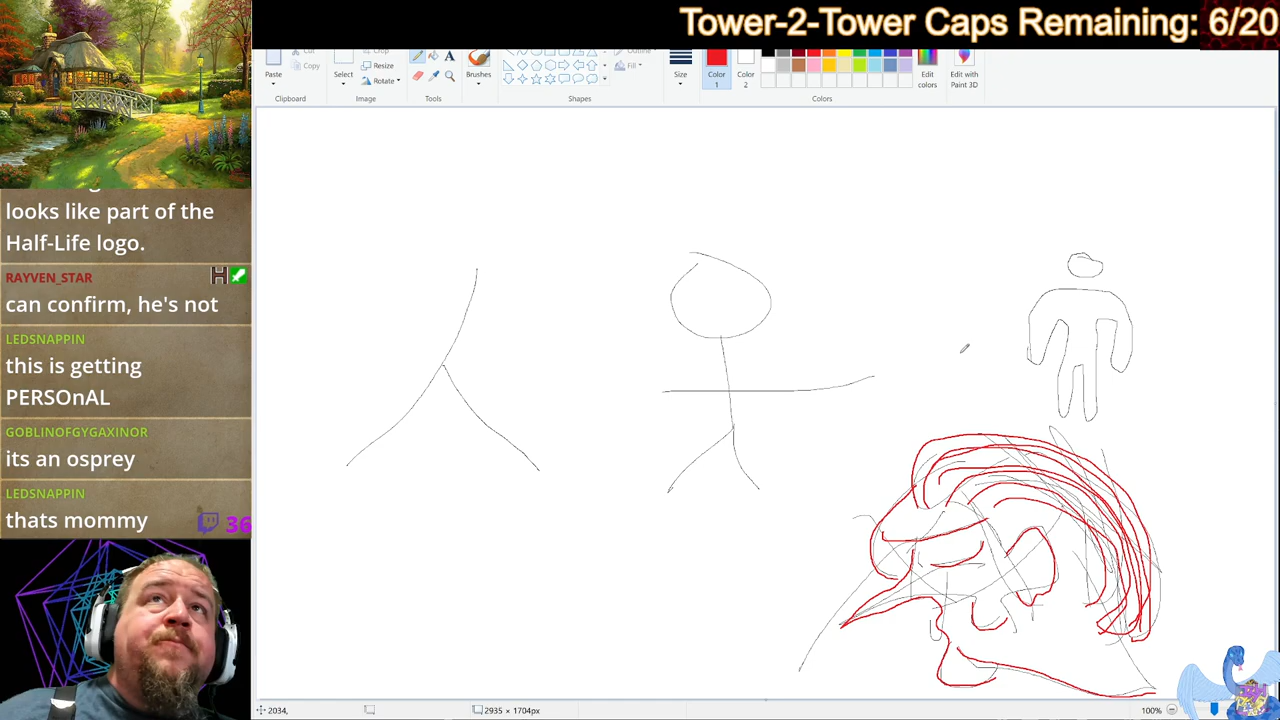 Tower-2-Tower Caps Remaining: 6/20
Paste
Cut
Copy
Clipboard
Select
Crop
Resize
Rotate
Image
Tools
Brushes
Shapes
Outline
Fill
Size
Color
1
Color
2
Edit
colors
Edit with
Paint 3D
Colors
looks like part of the
Half-Life logo.
RAYVEN_STAR
can confirm, he's not
LEDSNAPPIN
this is getting
PERSOnAL
GOBLINOFGYGAXINOR
its an osprey
LEDSNAPPIN
thats mommy
36
2034,
2935 × 1704px
100%